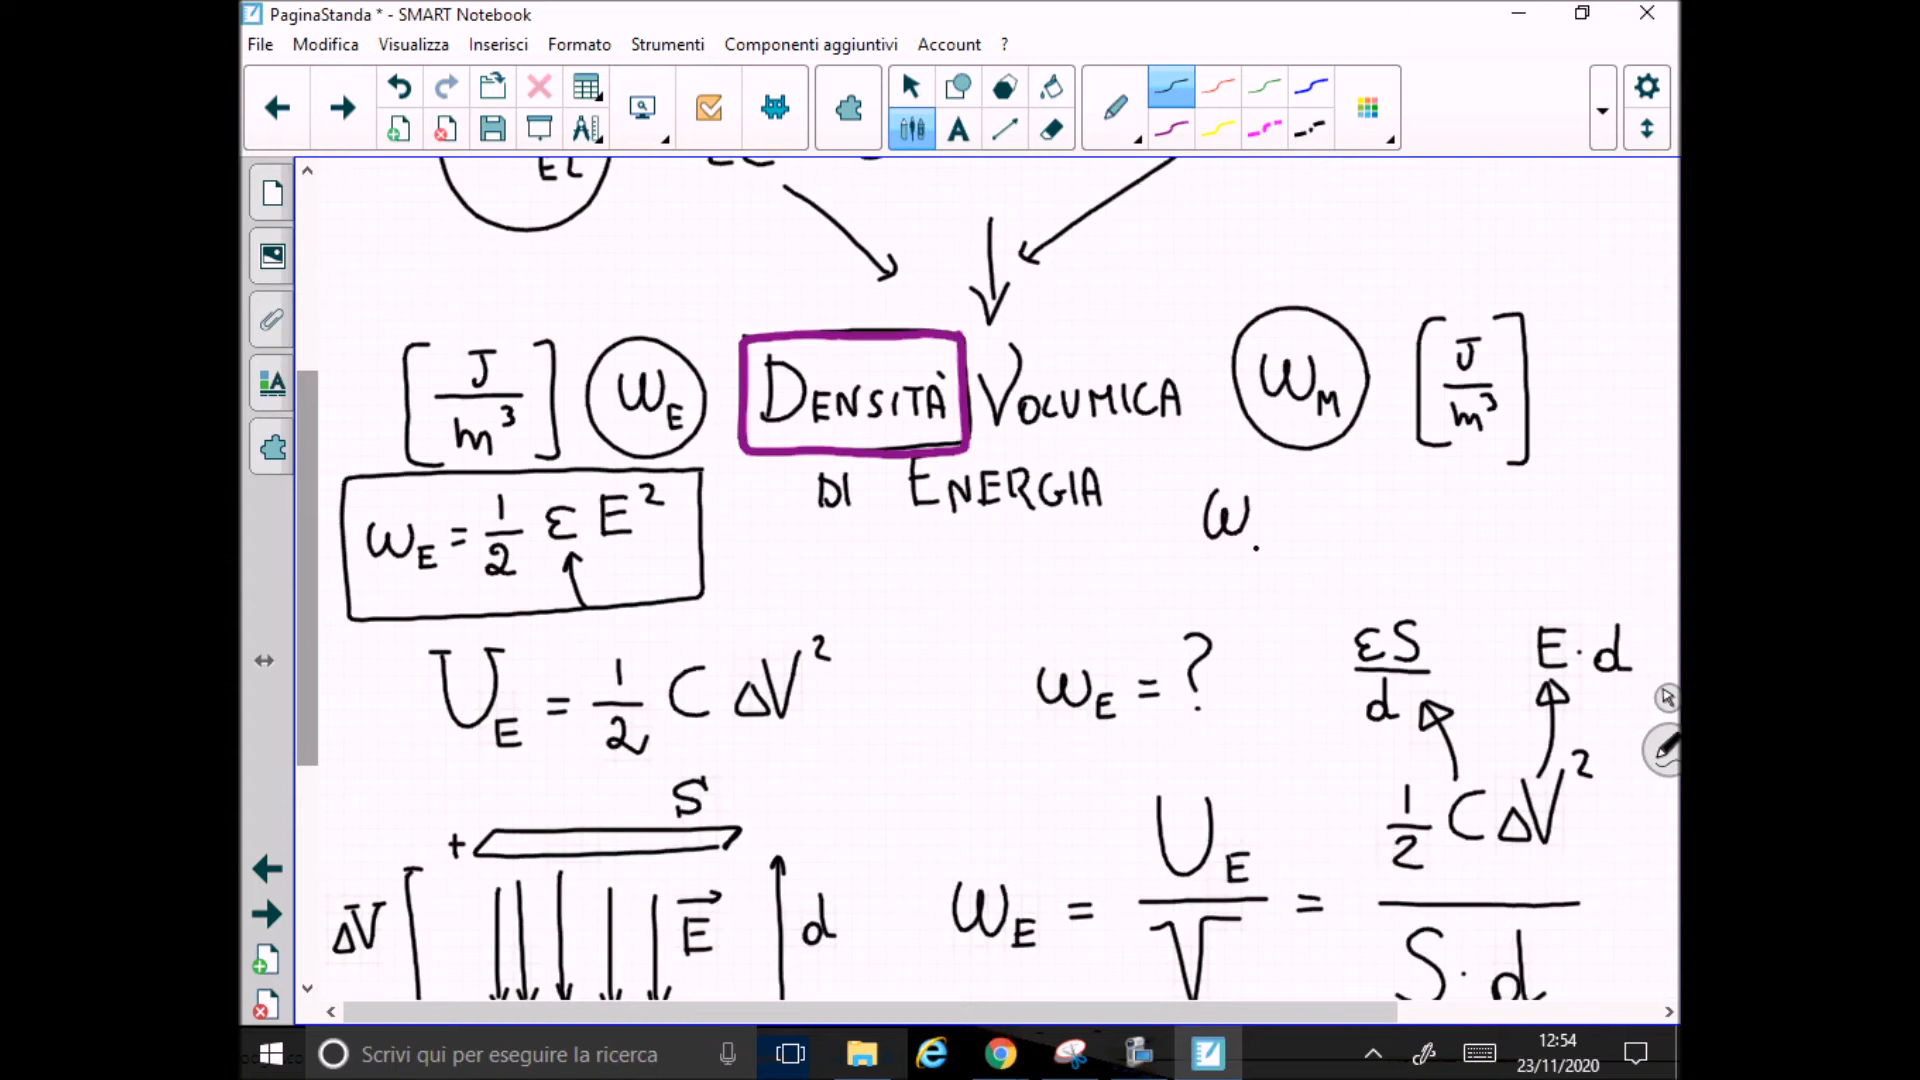 PaginaStanda * - SMART Notebook
File Modifica Visualizza Inserisci Formato Strumenti Componenti aggiuntivi Account ?
EL
[J/m³] W_E DENSITÀ VOLUMICA W_M [J/m³]
DI ENERGIA
W_E = 1/2 ε E² W.
U_E = 1/2 C ΔV² W_E = ? εS/d E·d
+ S
ΔV E d
W_E = U_E/V = 1/2 C ΔV² / S·d
Scrivi qui per eseguire la ricerca
12:54
23/11/2020